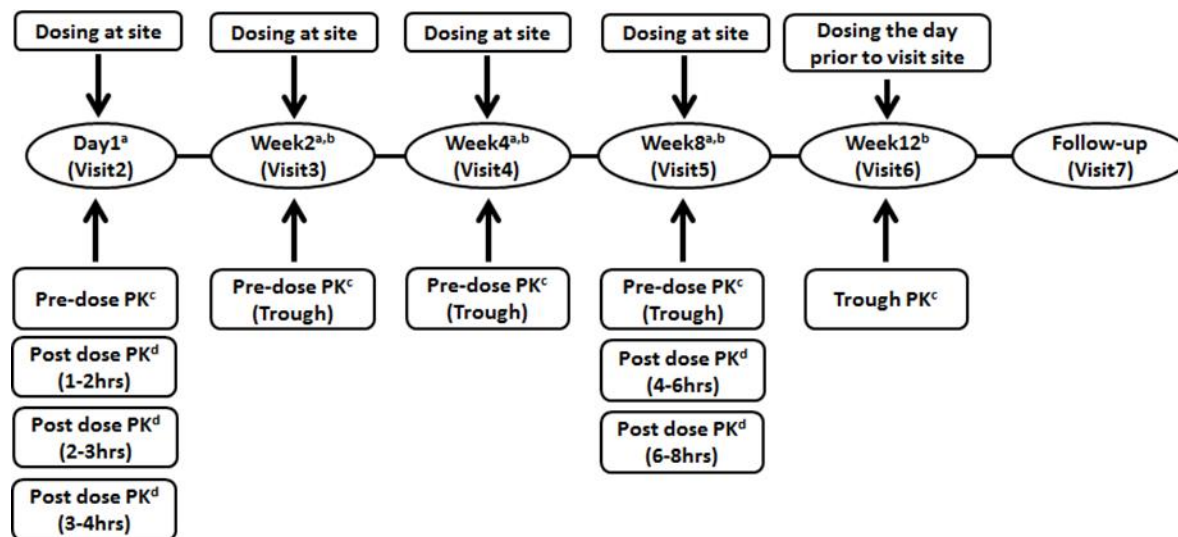 Dosing at site
Dosing at site
Dosing at site
Dosing at site
Dosing the day
prior to visit site
Day1ᵃ
(Visit2)
Week2ᵃ,ᵇ
(Visit3)
Week4ᵃ,ᵇ
(Visit4)
Week8ᵃ,ᵇ
(Visit5)
Week12ᵇ
(Visit6)
Follow-up
(Visit7)
Pre-dose PKᶜ
Post dose PKᵈ
(1-2hrs)
Post dose PKᵈ
(2-3hrs)
Post dose PKᵈ
(3-4hrs)
Pre-dose PKᶜ
(Trough)
Pre-dose PKᶜ
(Trough)
Pre-dose PKᶜ
(Trough)
Post dose PKᵈ
(4-6hrs)
Post dose PKᵈ
(6-8hrs)
Trough PKᶜ